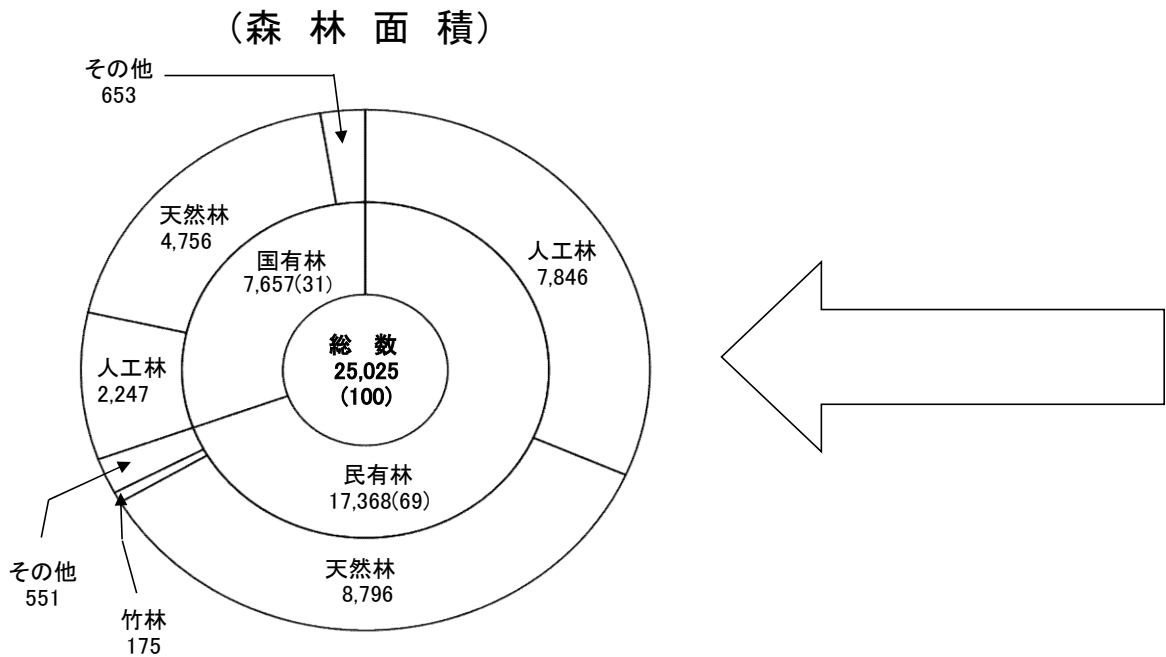 （森 林 面 積）
その他
653
天然林
4,756
国有林
7,657(31)
人工林
7,846
総 数
25,025
(100)
人工林
2,247
民有林
17,368(69)
その他
551
竹林
175
天然林
8,796